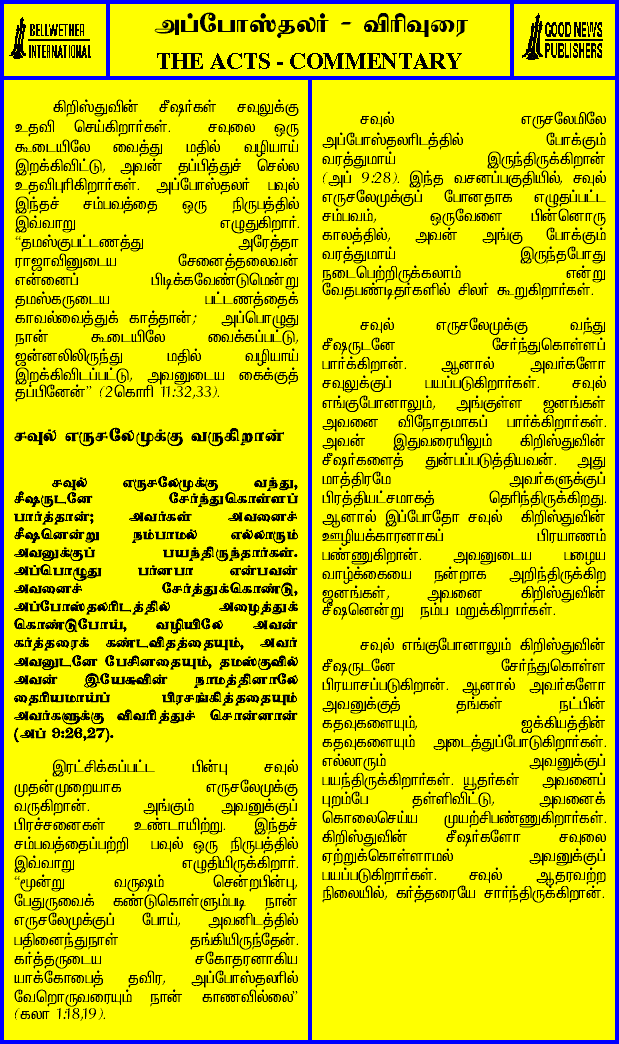 BELLWETHER
INTERNATIONAL
அப்போஸ்தலர் - விரிவுரை
THE ACTS - COMMENTARY
GOOD NEWS
PUBLISHERS
கிறிஸ்துவின் சீஷர்கள் சவுலுக்கு
உதவி செய்கிறார்கள். சவுலை ஒரு
கூடையிலே வைத்து மதில் வழியாய்
இறக்கிவிட்டு, அவன் தப்பித்துச் செல்ல
உதவிபுரிகிறார்கள். அப்போஸ்தலர் பவுல்
இந்தச் சம்பவத்தை ஒரு நிருபத்தில்
இவ்வாறு எழுதுகிறார்.
“தமஸ்குபட்டணத்து அரேத்தா
ராஜாவினுடைய சேனைத்தலைவன்
என்னைப் பிடிக்கவேண்டுமென்று
தமஸ்கருடைய பட்டணத்தைக்
காவல்வைத்துக் காத்தான்; அப்பொழுது
நான் கூடையிலே வைக்கப்பட்டு,
ஜன்னலிலிருந்து மதில் வழியாய்
இறக்கிவிடப்பட்டு, அவனுடைய கைக்குத்
தப்பினேன்” (2கொரி 11:32,33).
சவுல் எருசலேமுக்கு வருகிறான்
சவுல் எருசலேமுக்கு வந்து,
சீஷருடனே சேர்ந்துகொள்ளப்
பார்த்தான்; அவர்கள் அவனைச்
சீஷனென்று நம்பாமல் எல்லாரும்
அவனுக்குப் பயந்திருந்தார்கள்.
அப்பொழுது பர்னபா என்பவன்
அவனைச் சேர்த்துக்கொண்டு,
அப்போஸ்தலரிடத்தில் அழைத்துக்
கொண்டுபோய், வழியிலே அவன்
கர்த்தரைக் கண்டவிதத்தையும், அவர்
அவனுடனே பேசினதையும், தமஸ்குவில்
அவன் இயேசுவின் நாமத்தினாலே
தைரியமாய்ப் பிரசங்கித்ததையும்
அவர்களுக்கு விவரித்துச் சொன்னான்
(அப் 9:26,27).
இரட்சிக்கப்பட்ட பின்பு சவுல்
முதன்முறையாக எருசலேமுக்கு
வருகிறான். அங்கும் அவனுக்குப்
பிரச்சனைகள் உண்டாயிற்று. இந்தச்
சம்பவத்தைப்பற்றி பவுல் ஒரு நிருபத்தில்
இவ்வாறு எழுதியிருக்கிறார்.
“மூன்று வருஷம் சென்றபின்பு,
பேதுருவைக் கண்டுகொள்ளும்படி நான்
எருசலேமுக்குப் போய், அவனிடத்தில்
பதினைந்துநாள் தங்கியிருந்தேன்.
கர்த்தருடைய சகோதரனாகிய
யாக்கோபைத் தவிர, அப்போஸ்தலரில்
வேறொருவரையும் நான் காணவில்லை”
(கலா 1:18,19).
சவுல் எருசலேமிலே
அப்போஸ்தலரிடத்தில் போக்கும்
வரத்துமாய் இருந்திருக்கிறான்
(அப் 9:28). இந்த வசனப்பகுதியில், சவுல்
எருசலேமுக்குப் போனதாக எழுதப்பட்ட
சம்பவம், ஒருவேளை பின்னொரு
காலத்தில், அவன் அங்கு போக்கும்
வரத்துமாய் இருந்தபோது
நடைபெற்றிருக்கலாம் என்று
வேதபண்டிதர்களில் சிலர் கூறுகிறார்கள்.
சவுல் எருசலேமுக்கு வந்து
சீஷருடனே சேர்ந்துகொள்ளப்
பார்க்கிறான். ஆனால் அவர்களோ
சவுலுக்குப் பயப்படுகிறார்கள். சவுல்
எங்குபோனாலும், அங்குள்ள ஜனங்கள்
அவனை விநோதமாகப் பார்க்கிறார்கள்.
அவன் இதுவரையிலும் கிறிஸ்துவின்
சீஷர்களைத் துன்பப்படுத்தியவன். அது
மாத்திரமே அவர்களுக்குப்
பிரத்தியட்சமாகத் தெரிந்திருக்கிறது.
ஆனால் இப்போதோ சவுல் கிறிஸ்துவின்
ஊழியக்காரனாகப் பிரயாணம்
பண்ணுகிறான். அவனுடைய பழைய
வாழ்க்கையை நன்றாக அறிந்திருக்கிற
ஜனங்கள், அவனை கிறிஸ்துவின்
சீஷனென்று நம்ப மறுக்கிறார்கள்.
சவுல் எங்குபோனாலும் கிறிஸ்துவின்
சீஷருடனே சேர்ந்துகொள்ள
பிரயாசப்படுகிறான். ஆனால் அவர்களோ
அவனுக்குத் தங்கள் நட்பின்
கதவுகளையும், ஐக்கியத்தின்
கதவுகளையும் அடைத்துப்போடுகிறார்கள்.
எல்லாரும் அவனுக்குப்
பயந்திருக்கிறார்கள். யூதர்கள் அவனைப்
புறம்பே தள்ளிவிட்டு, அவனைக்
கொலைசெய்ய முயற்சிபண்ணுகிறார்கள்.
கிறிஸ்துவின் சீஷர்களோ சவுலை
ஏற்றுக்கொள்ளாமல் அவனுக்குப்
பயப்படுகிறார்கள். சவுல் ஆதரவற்ற
நிலையில், கர்த்தரையே சார்ந்திருக்கிறான்.